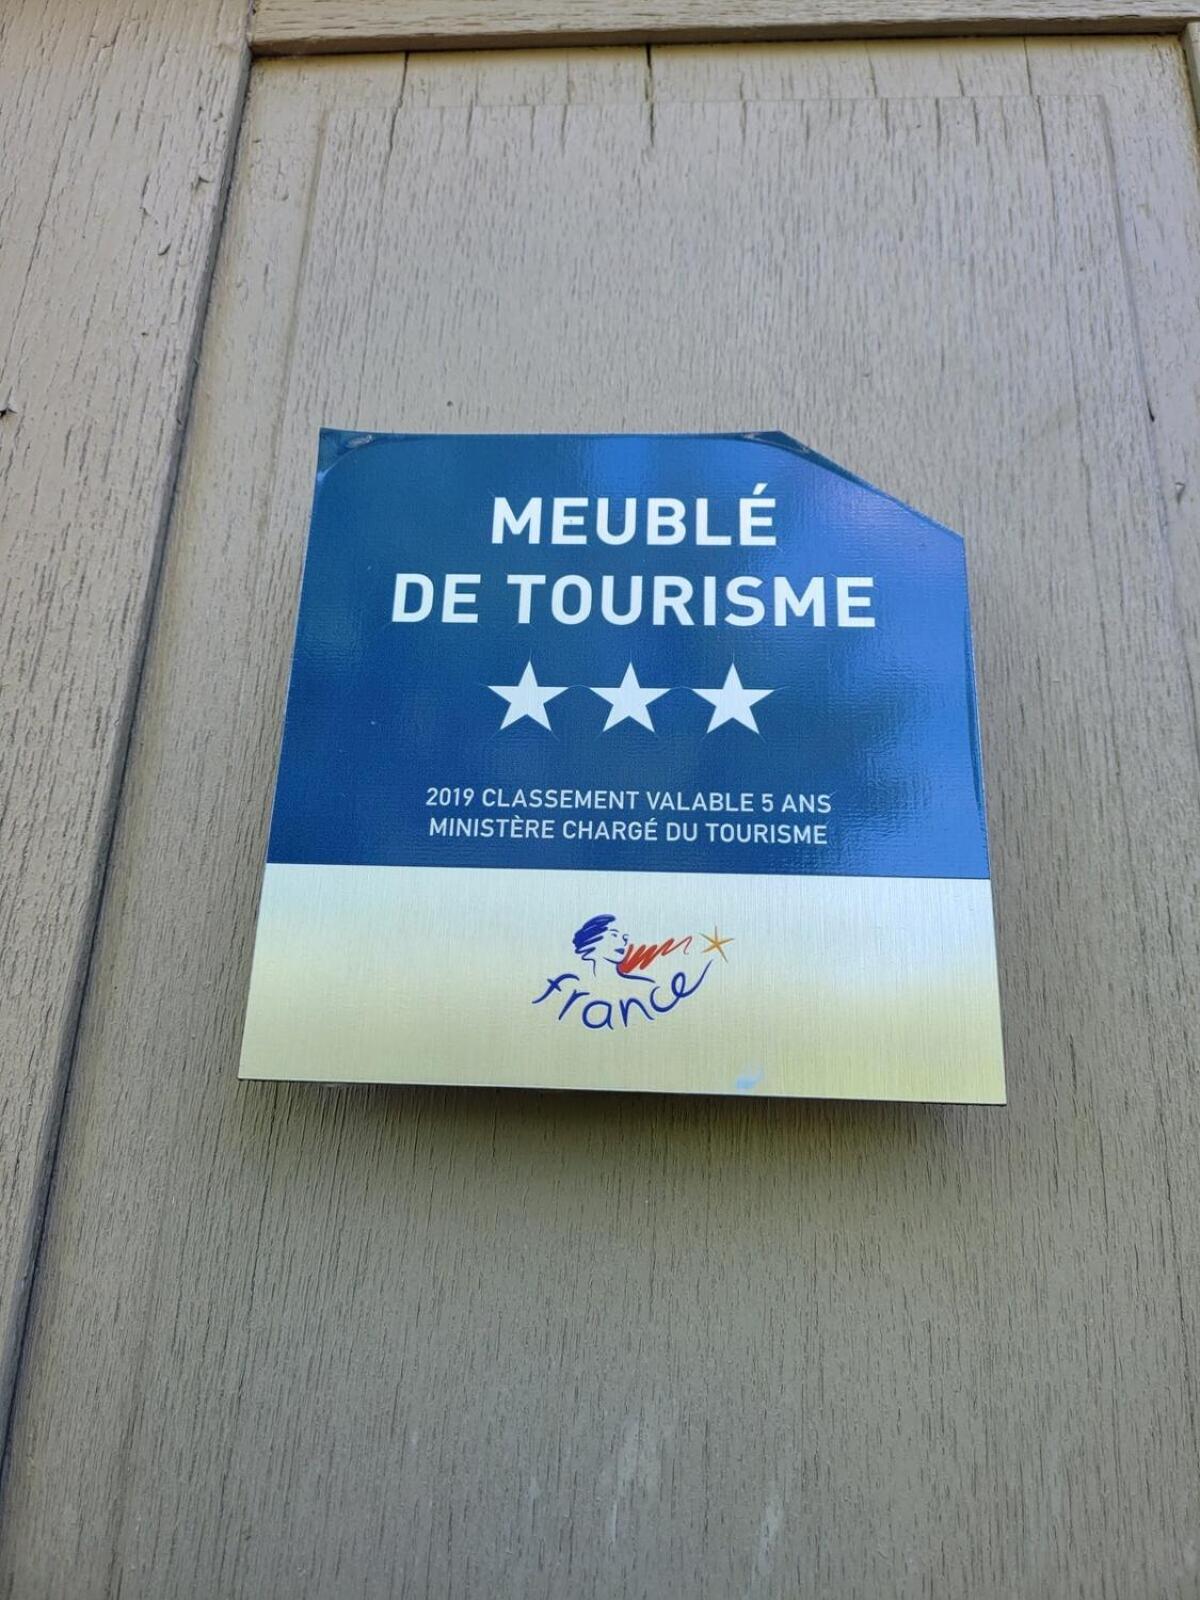 MEUBLÉ
DE TOURISME
2019 CLASSEMENT VALABLE 5 ANS
MINISTÈRE CHARGÉ DU TOURISME
france